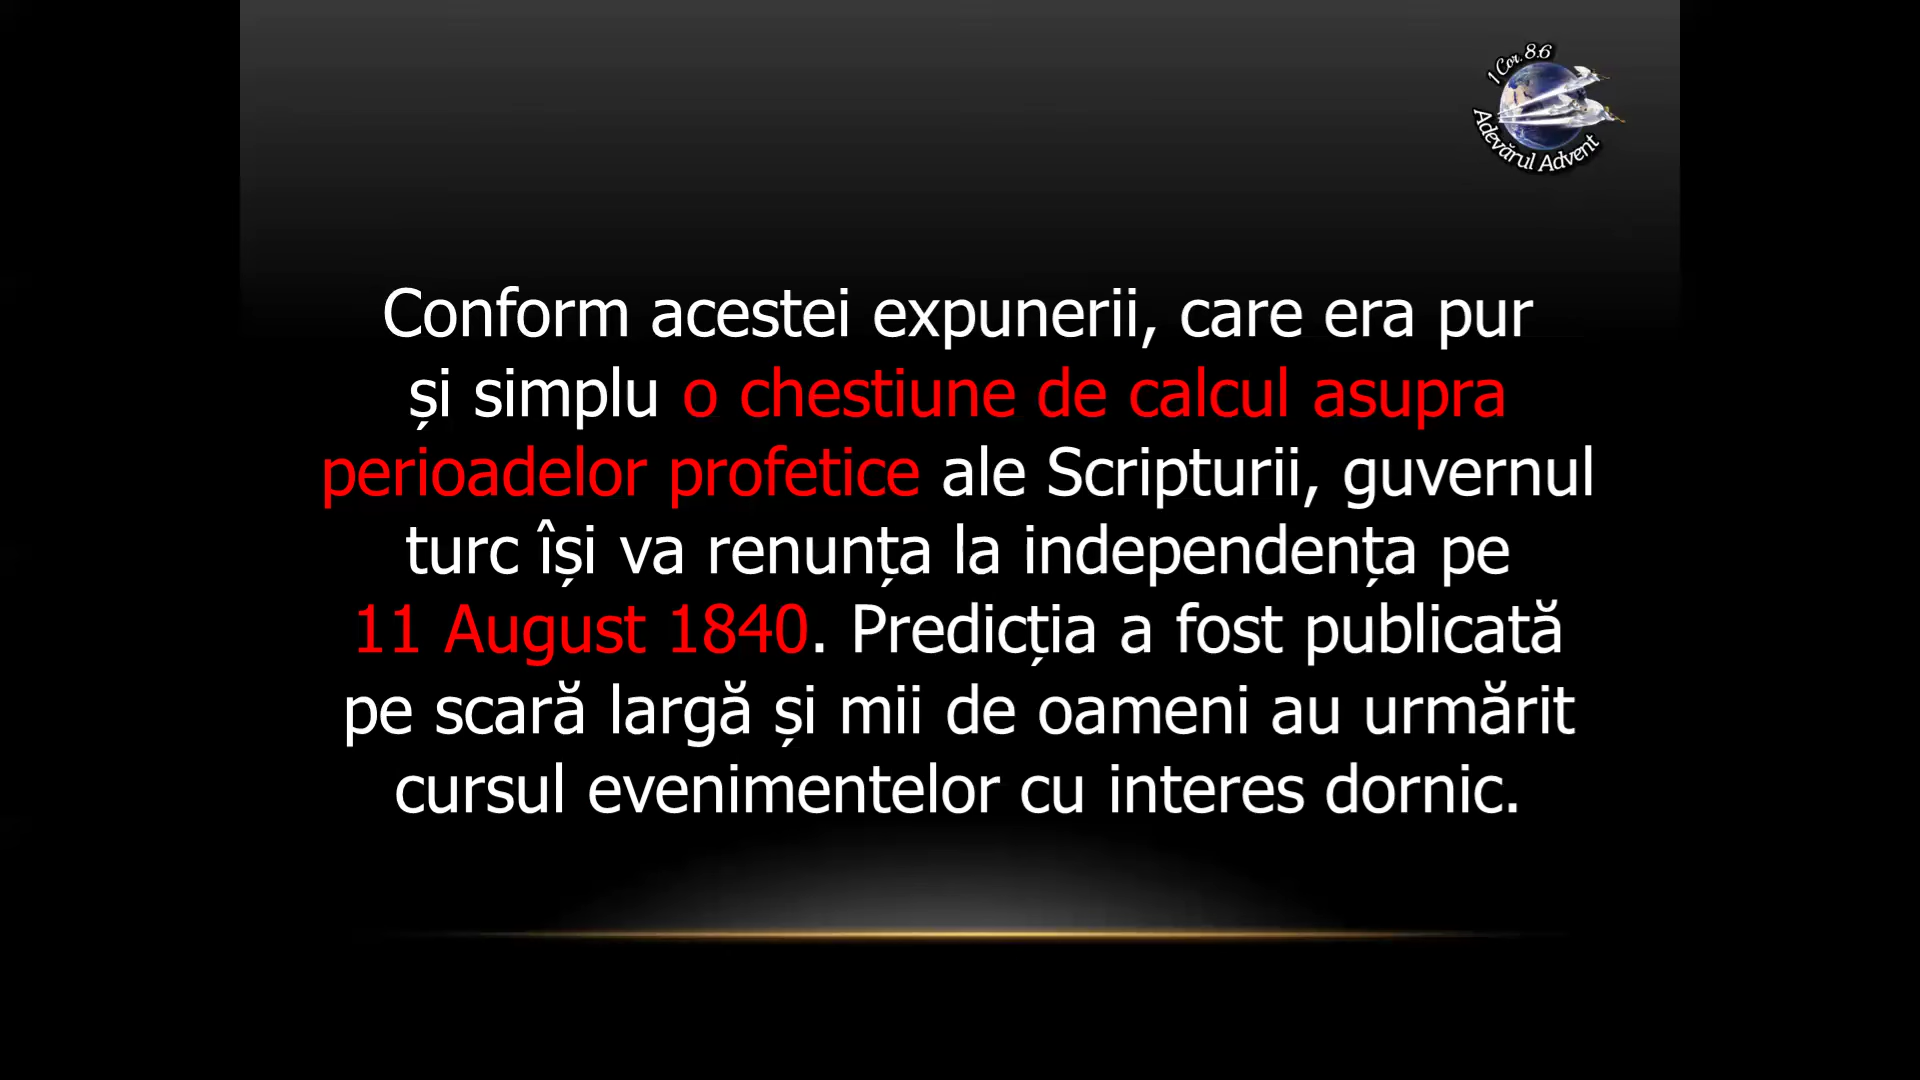 1 Cor. 8:6
Adevărul Advent
Conform acestei expunerii, care era pur
și simplu o chestiune de calcul asupra
perioadelor profetice ale Scripturii, guvernul
turc își va renunța la independența pe
11 August 1840. Predicția a fost publicată
pe scară largă și mii de oameni au urmărit
cursul evenimentelor cu interes dornic.